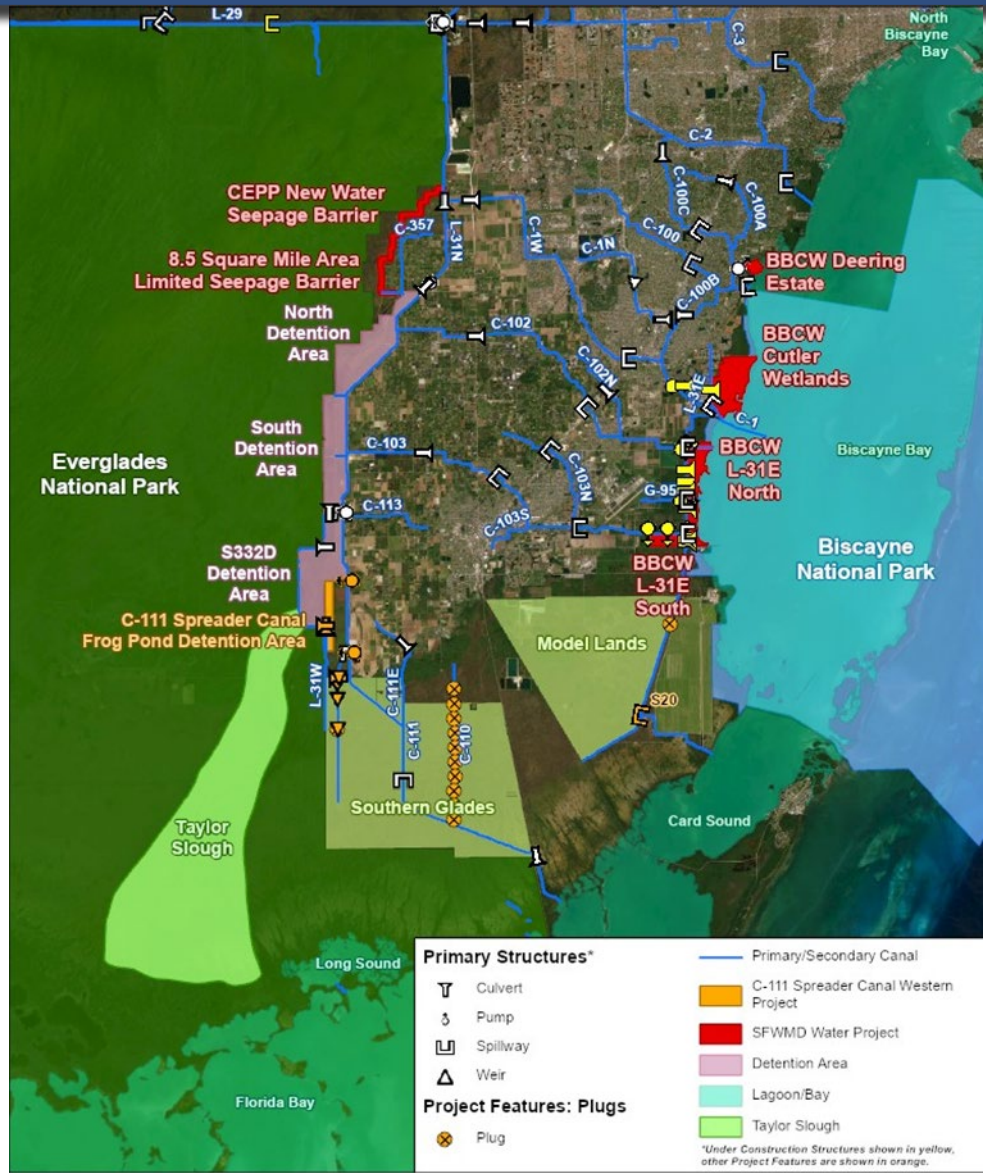 L-29
C-3
North
Biscayne
Bay
C-2
CEPP New Water
Seepage Barrier
C-357
L-31N
C-1W
C-100C
C-100A
C-100
C-1N
C-100B
8.5 Square Mile Area
Limited Seepage Barrier
BBCW Deering
Estate
North
Detention
Area
C-102
C-102N
BBCW
Cutler
Wetlands
L-31E
C-1
South
Detention
Area
C-103
C-103N
BBCW
L-31E
North
Biscayne Bay
Everglades
National Park
G-95
C-113
C-103S
S332D
Detention
Area
BBCW
L-31E
South
Biscayne
National Park
C-111 Spreader Canal
Frog Pond Detention Area
Model Lands
L-31W
C-111E
C-111
C-110
S20
Southern Glades
Taylor
Slough
Card Sound
Long Sound
Florida Bay
Primary Structures*
Culvert
Pump
Spillway
Weir
Project Features: Plugs
Plug
Primary/Secondary Canal
C-111 Spreader Canal Western
Project
SFWMD Water Project
Detention Area
Lagoon/Bay
Taylor Slough
*Under Construction Structures shown in yellow,
other Project Features are shown in orange.